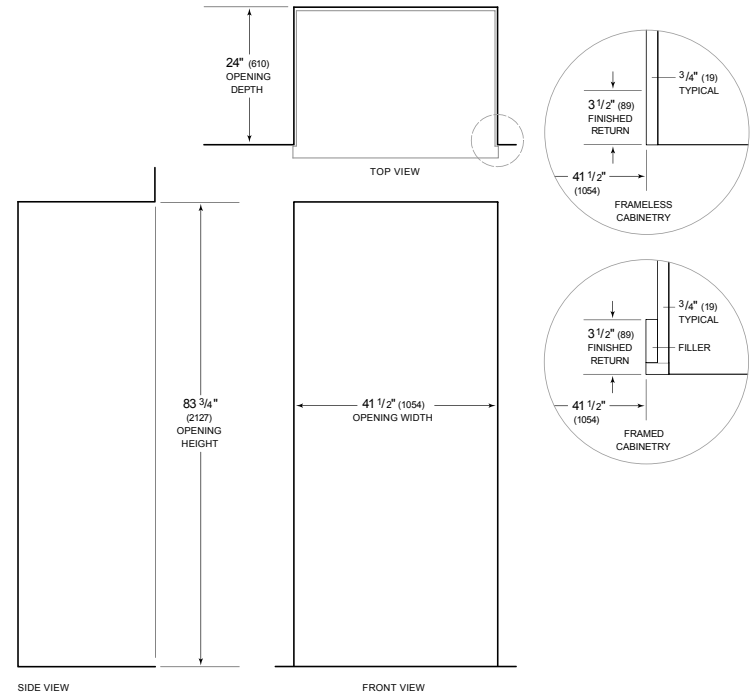 24" (610)
OPENING
DEPTH
TOP VIEW
3/4" (19)
TYPICAL
3 1/2" (89)
FINISHED
RETURN
41 1/2"
(1054)
FRAMELESS
CABINETRY
3/4" (19)
TYPICAL
3 1/2" (89)
FINISHED
RETURN
FILLER
41 1/2"
(1054)
FRAMED
CABINETRY
83 3/4"
(2127)
OPENING
HEIGHT
41 1/2" (1054)
OPENING WIDTH
SIDE VIEW
FRONT VIEW